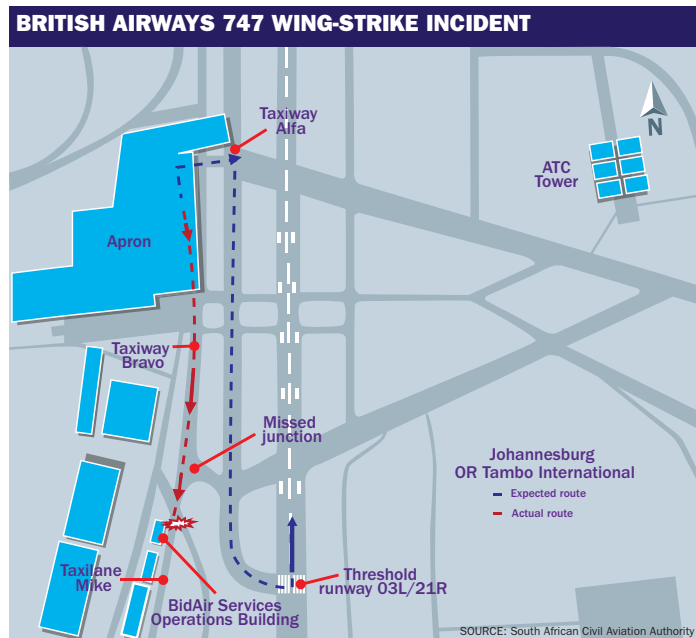 BRITISH AIRWAYS 747 WING-STRIKE INCIDENT
Taxiway
Alfa
N
ATC
Tower
Apron
Taxiway
Bravo
Missed
junction
Johannesburg
OR Tambo International
Expected route
Actual route
Taxilane
Mike
Threshold
runway 03L/21R
BidAir Services
Operations Building
SOURCE: South African Civil Aviation Authority